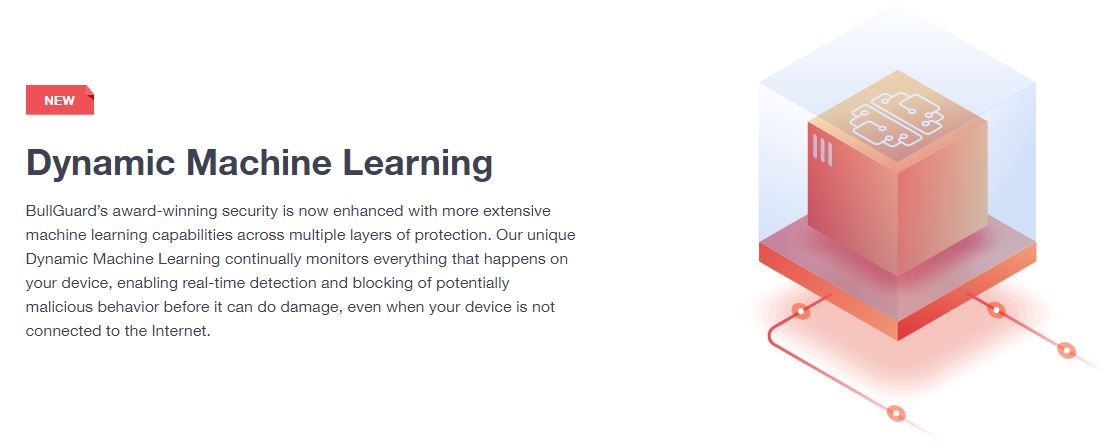 NEW
Dynamic Machine Learning
BullGuard’s award-winning security is now enhanced with more extensive
machine learning capabilities across multiple layers of protection. Our unique
Dynamic Machine Learning continually monitors everything that happens on
your device, enabling real-time detection and blocking of potentially
malicious behavior before it can do damage, even when your device is not
connected to the Internet.